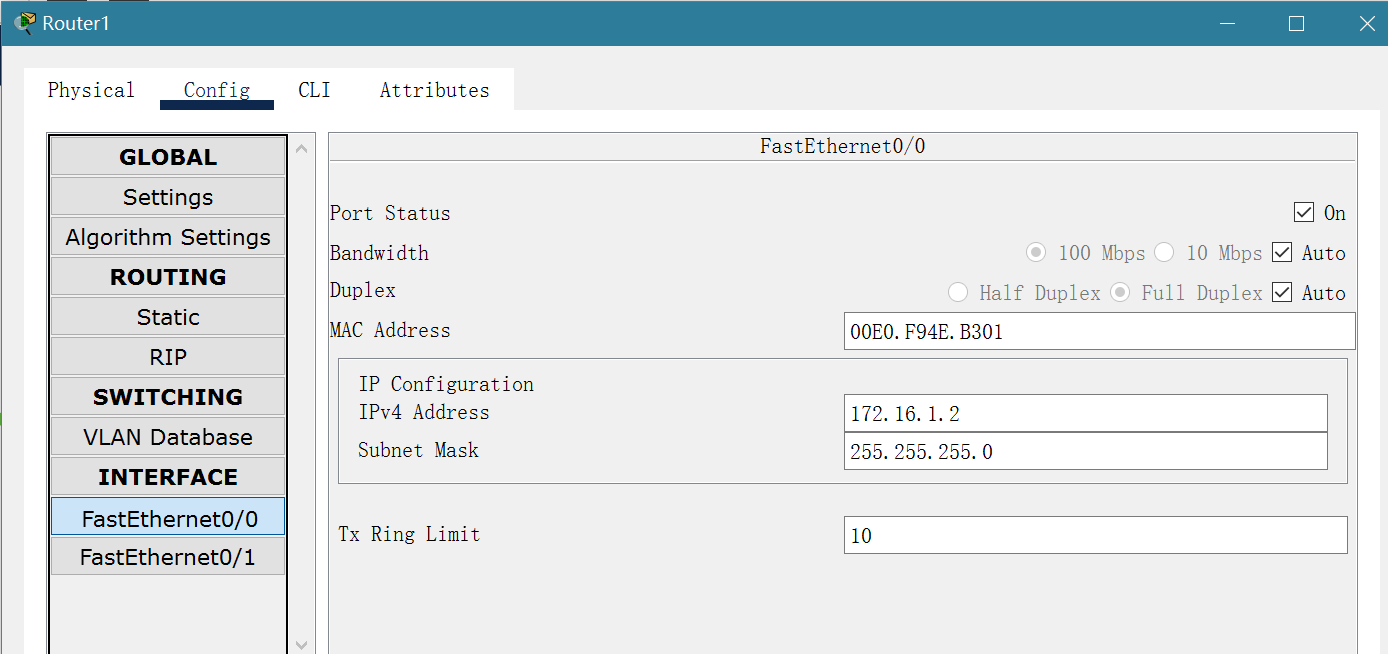 Router1
Physical Config CLI Attributes
GLOBAL
Settings
Algorithm Settings
ROUTING
Static
RIP
SWITCHING
VLAN Database
INTERFACE
FastEthernet0/0
FastEthernet0/1
FastEthernet0/0
Port Status On
Bandwidth 100 Mbps 10 Mbps Auto
Duplex Half Duplex Full Duplex Auto
MAC Address 00E0.F94E.B301
IP Configuration
IPv4 Address 172.16.1.2
Subnet Mask 255.255.255.0
Tx Ring Limit 10